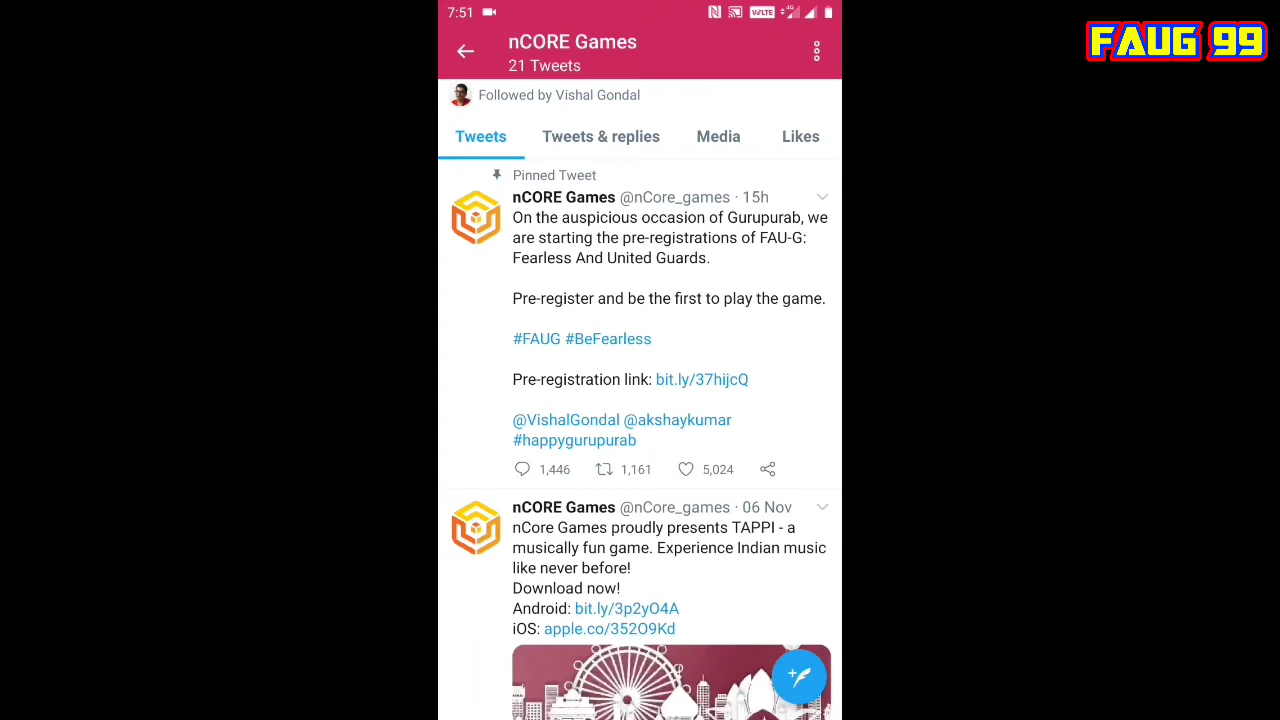 7:51
VoLTE 4G
FAUG 99
nCORE Games
21 Tweets
Followed by Vishal Gondal
Tweets Tweets & replies Media Likes
Pinned Tweet
nCORE Games @nCore_games · 15h
On the auspicious occasion of Gurupurab, we
are starting the pre-registrations of FAU-G:
Fearless And United Guards.
Pre-register and be the first to play the game.
#FAUG #BeFearless
Pre-registration link: bit.ly/37hijcQ
@VishalGondal @akshaykumar
#happygurupurab
1,446 1,161 5,024
nCORE Games @nCore_games · 06 Nov
nCore Games proudly presents TAPPI - a
musically fun game. Experience Indian music
like never before!
Download now!
Android: bit.ly/3p2yO4A
iOS: apple.co/352O9Kd